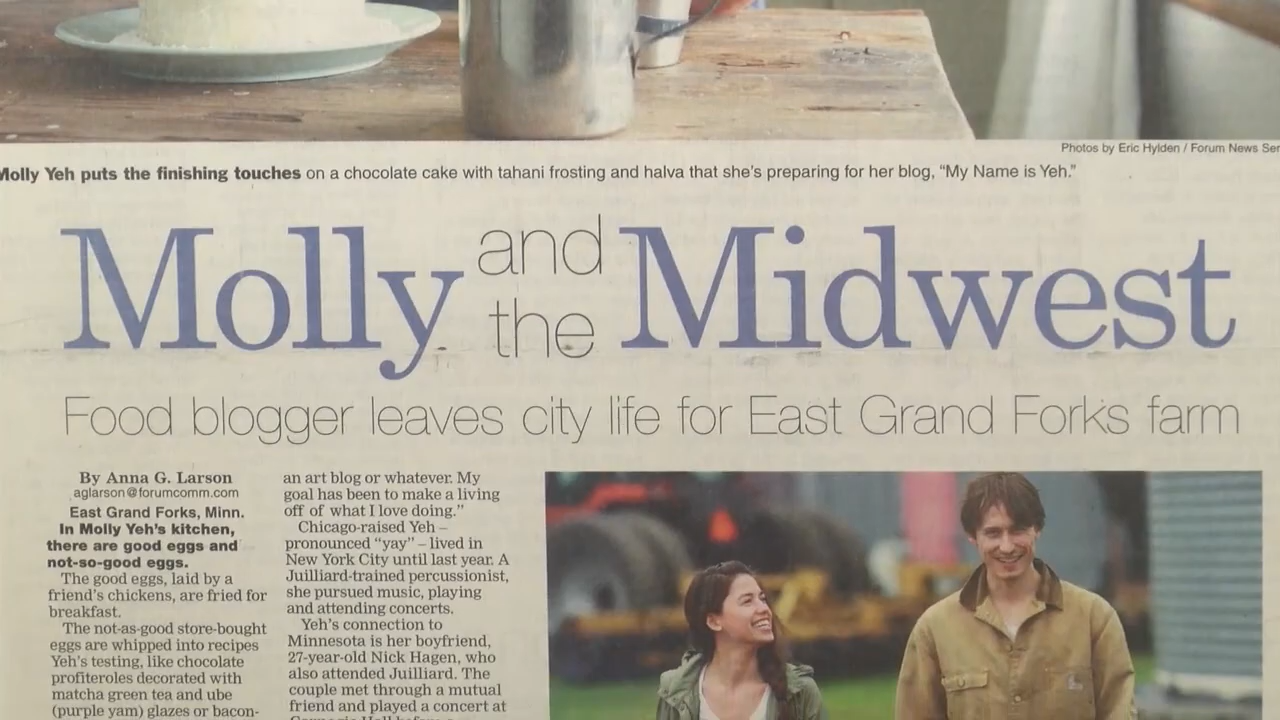 Photos by Eric Hylden / Forum News Ser
Molly Yeh puts the finishing touches on a chocolate cake with tahani frosting and halva that she's preparing for her blog, “My Name is Yeh.”
Molly and the Midwest
Food blogger leaves city life for East Grand Forks farm
By Anna G. Larson
aglarson@forumcomm.com
East Grand Forks, Minn.
In Molly Yeh's kitchen,
there are good eggs and
not-so-good eggs.
The good eggs, laid by a
friend's chickens, are fried for
breakfast.
The not-as-good store-bought
eggs are whipped into recipes
Yeh's testing, like chocolate
profiteroles decorated with
matcha green tea and ube
(purple yam) glazes or bacon-
an art blog or whatever. My
goal has been to make a living
off of what I love doing.”
Chicago-raised Yeh –
pronounced “yay” – lived in
New York City until last year. A
Juilliard-trained percussionist,
she pursued music, playing
and attending concerts.
Yeh's connection to
Minnesota is her boyfriend,
27-year-old Nick Hagen, who
also attended Juilliard. The
couple met through a mutual
friend and played a concert at